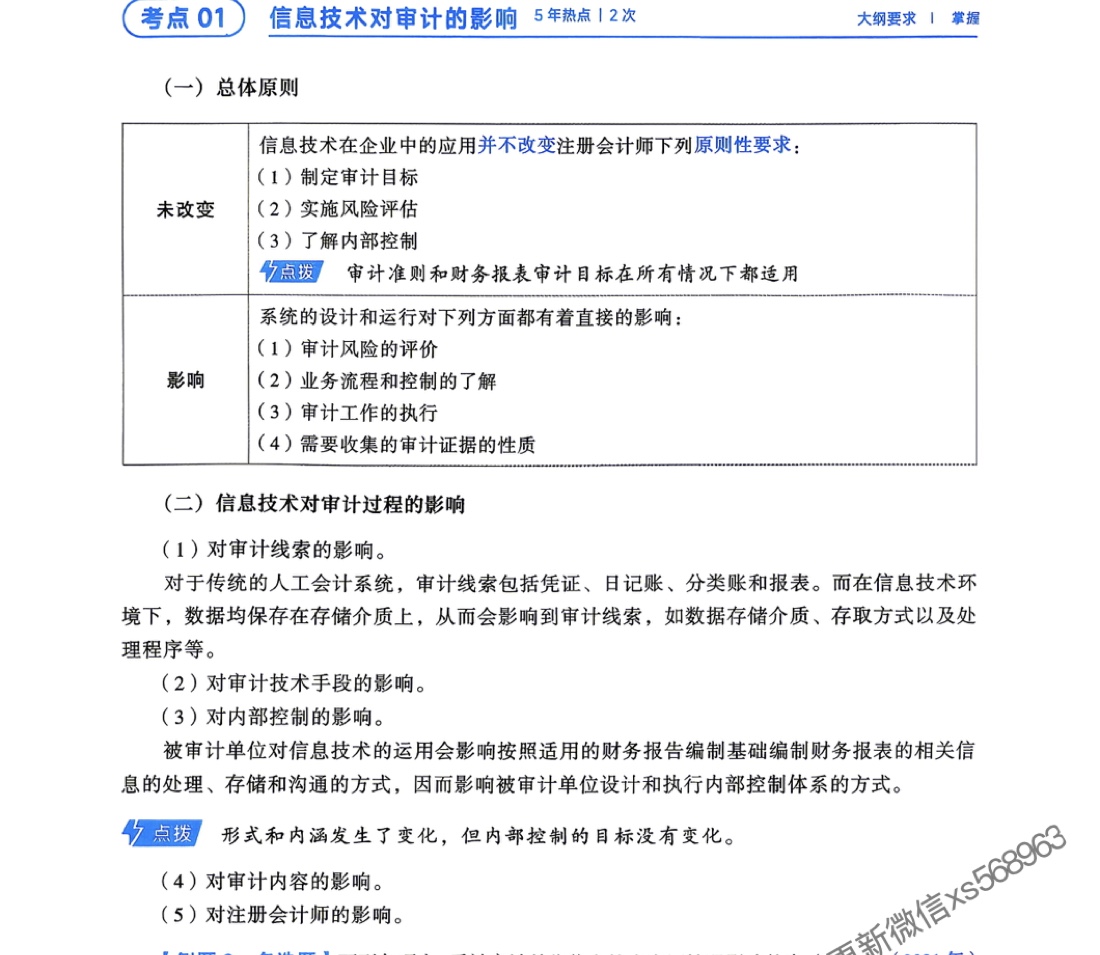 考点 01 信息技术对审计的影响 5年热点 | 2次 大纲要求 | 掌握
（一）总体原则
未改变
信息技术在企业中的应用并不改变注册会计师下列原则性要求：
（1）制定审计目标
（2）实施风险评估
（3）了解内部控制
点拨 审计准则和财务报表审计目标在所有情况下都适用
影响
系统的设计和运行对下列方面都有着直接的影响：
（1）审计风险的评价
（2）业务流程和控制的了解
（3）审计工作的执行
（4）需要收集的审计证据的性质
（二）信息技术对审计过程的影响
（1）对审计线索的影响。
对于传统的人工会计系统，审计线索包括凭证、日记账、分类账和报表。而在信息技术环
境下，数据均保存在存储介质上，从而会影响到审计线索，如数据存储介质、存取方式以及处
理程序等。
（2）对审计技术手段的影响。
（3）对内部控制的影响。
被审计单位对信息技术的运用会影响按照适用的财务报告编制基础编制财务报表的相关信
息的处理、存储和沟通的方式，因而影响被审计单位设计和执行内部控制体系的方式。
点拨 形式和内涵发生了变化，但内部控制的目标没有变化。
（4）对审计内容的影响。
（5）对注册会计师的影响。
更新微信xs568963